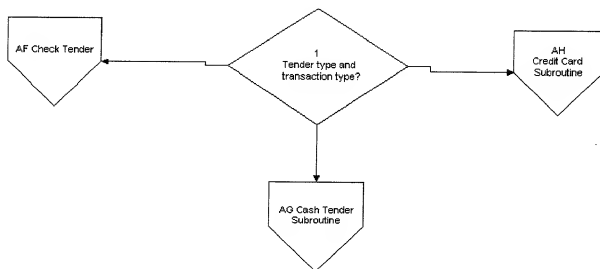 AF Check Tender
1
Tender type and
transaction type?
AH
Credit Card
Subroutine
AG Cash Tender
Subroutine